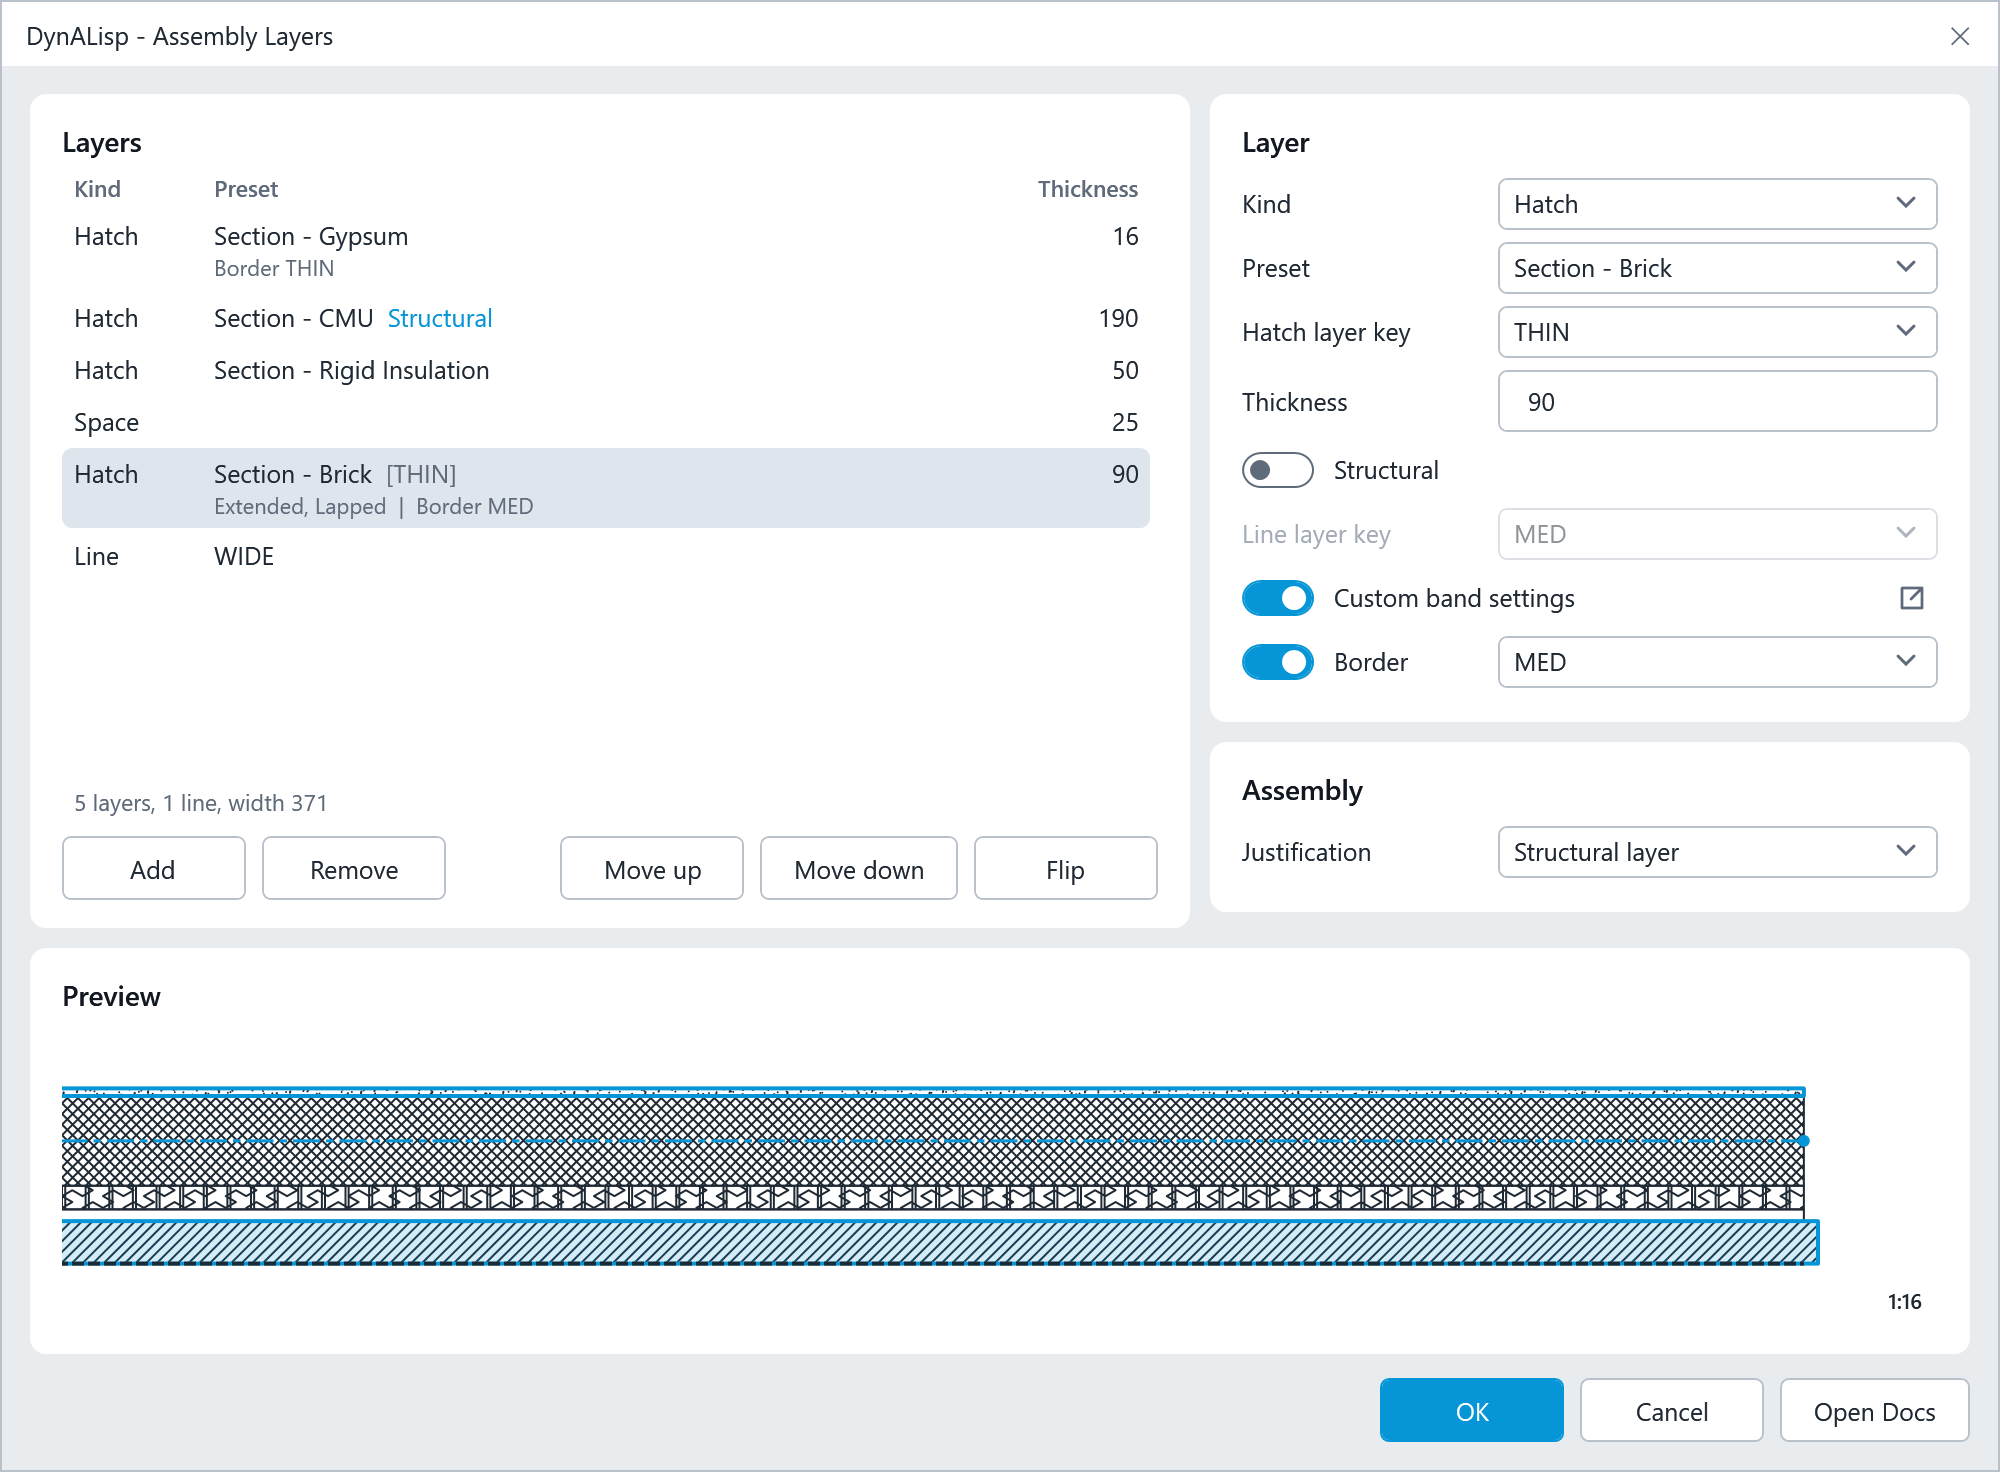 DynALisp - Assembly Layers
Layers
Kind Preset Thickness
Hatch Section - Gypsum 16
Border THIN
Hatch Section - CMU Structural 190
Hatch Section - Rigid Insulation 50
Space 25
Hatch Section - Brick [THIN] 90
Extended, Lapped | Border MED
Line WIDE
5 layers, 1 line, width 371
Add Remove Move up Move down Flip
Layer
Kind Hatch
Preset Section - Brick
Hatch layer key THIN
Thickness 90
Structural
Line layer key MED
Custom band settings
Border MED
Assembly
Justification Structural layer
Preview
1:16
OK Cancel Open Docs